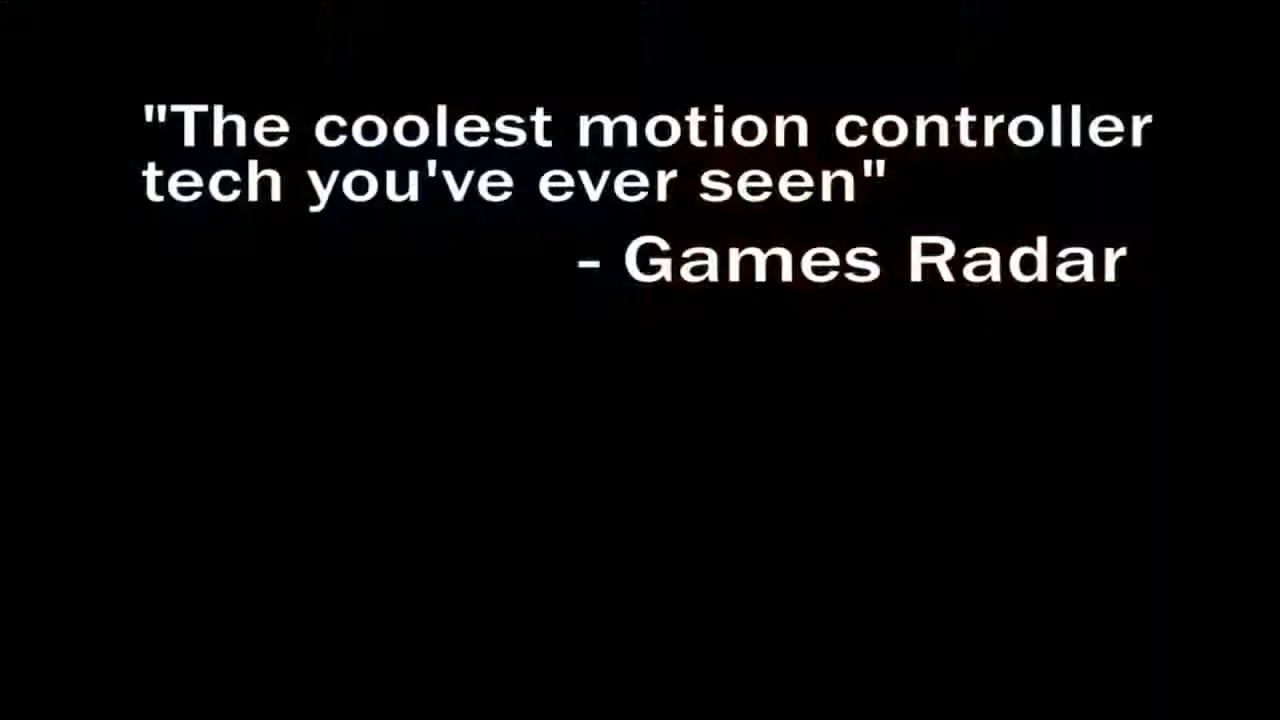 "The coolest motion controller
tech you've ever seen"
- Games Radar